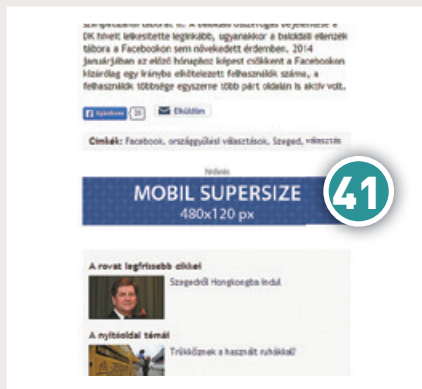 szimpatizánsi táborát is. A baloldali összefogás bejelentése a
DK híveit lelkesítette leginkább, ugyanakkor a baloldali ellenzék
tábora a Facebookon sem növekedett érdemben. 2014
januárjában az előző hónaphoz képest csökkent a Facebookon
kizárólag egy irányba elkötelezett felhasználók száma, a
felhasználók többsége egyszerre több párt oldalán is aktív volt.
Ajánlom 28 Elküldöm
Címkék: Facebook, országgyűlési választások, Szeged, választás
hirdetés
MOBIL SUPERSIZE
480x120 px
41
A rovat legfrissebb cikkei
Szegedről Hongkongba indul
A nyitóoldal témái
Trükköznek a használt ruhákkal?